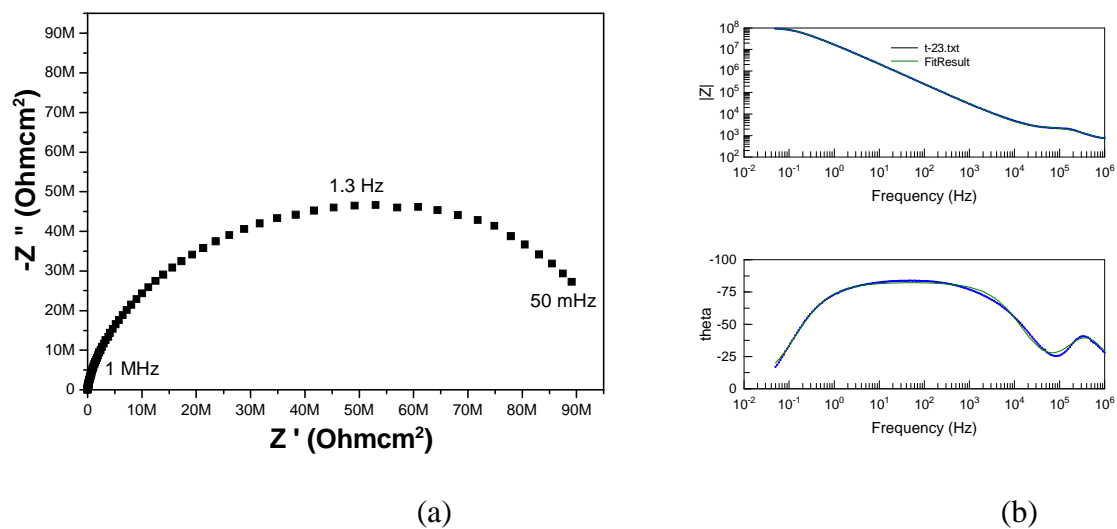 90M
80M
70M
60M
50M
40M
30M
20M
10M
0
-Z '' (Ohmcm²)
1.3 Hz
50 mHz
1 MHz
0 10M 20M 30M 40M 50M 60M 70M 80M 90M
Z ' (Ohmcm²)
(a)
10⁸
10⁷
10⁶
10⁵
10⁴
10³
10²
|Z|
t-23.txt
FitResult
10⁻² 10⁻¹ 10⁰ 10¹ 10² 10³ 10⁴ 10⁵ 10⁶
Frequency (Hz)
-100
-75
-50
-25
0
theta
10⁻² 10⁻¹ 10⁰ 10¹ 10² 10³ 10⁴ 10⁵ 10⁶
Frequency (Hz)
(b)